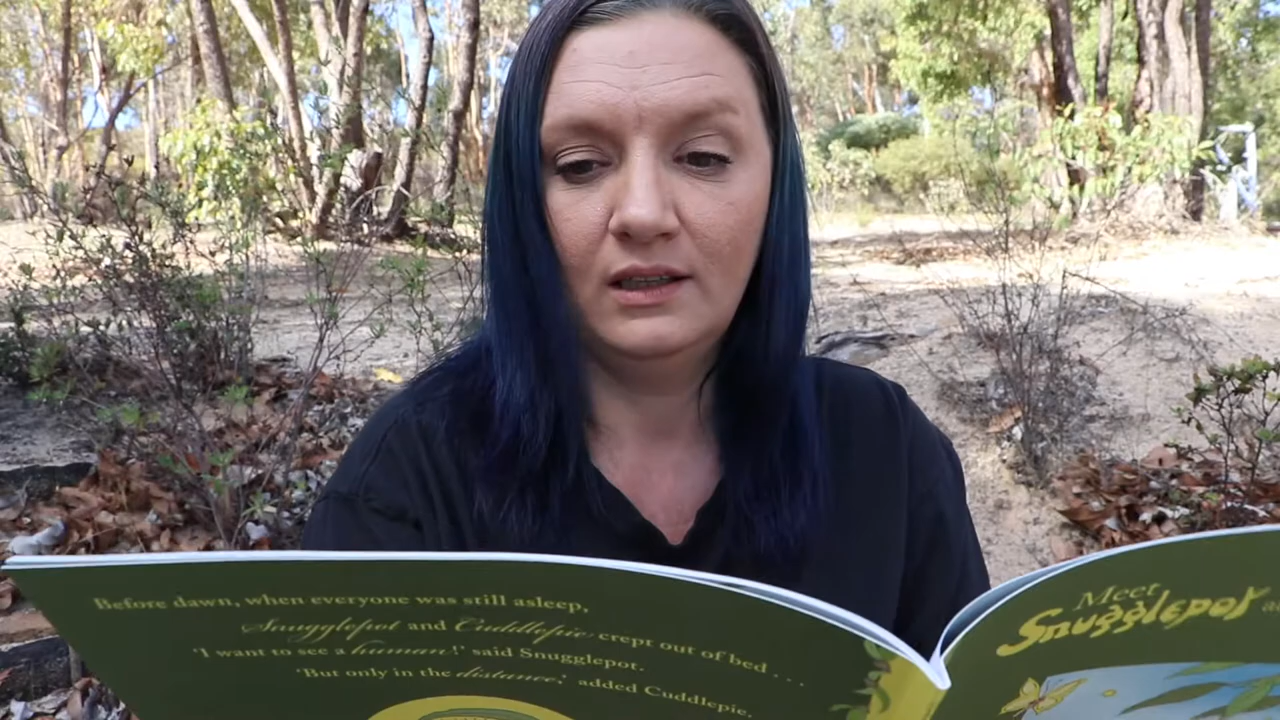 Before dawn, when everyone was still asleep,
Snugglepot and Cuddlepie crept out of bed . . .
'I want to see a human!' said Snugglepot.
'But only in the distance,' added Cuddlepie.
Meet
Snugglepot